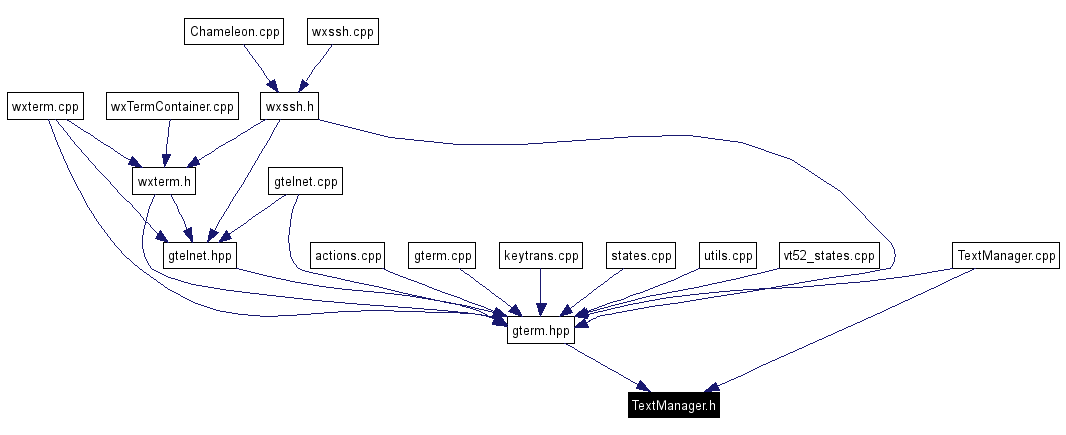 Chameleon.cpp
wxssh.cpp
wxterm.cpp
wxTermContainer.cpp
wxssh.h
wxterm.h
gtelnet.cpp
gtelnet.hpp
actions.cpp
gterm.cpp
keytrans.cpp
states.cpp
utils.cpp
vt52_states.cpp
TextManager.cpp
gterm.hpp
TextManager.h